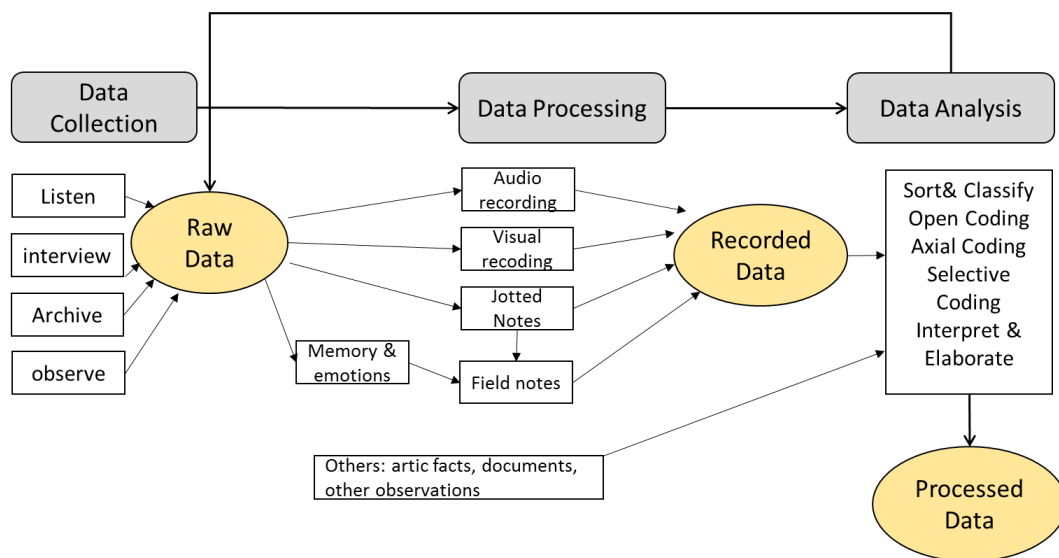 Data
Collection
Data Processing
Data Analysis
Listen
interview
Archive
observe
Raw
Data
Audio
recording
Visual
recoding
Jotted
Notes
Memory &
emotions
Field notes
Recorded
Data
Others: artic facts, documents,
other observations
Sort& Classify
Open Coding
Axial Coding
Selective
Coding
Interpret &
Elaborate
Processed
Data